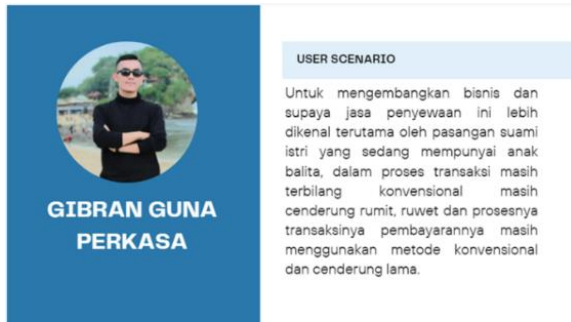 GIBRAN GUNA
PERKASA
USER SCENARIO
Untuk mengembangkan bisnis dan
supaya jasa penyewaan ini lebih
dikenal terutama oleh pasangan suami
istri yang sedang mempunyai anak
balita, dalam proses transaksi masih
terbilang konvensional masih
cenderung rumit, ruwet dan prosesnya
transaksinya pembayarannya masih
menggunakan metode konvensional
dan cenderung lama.